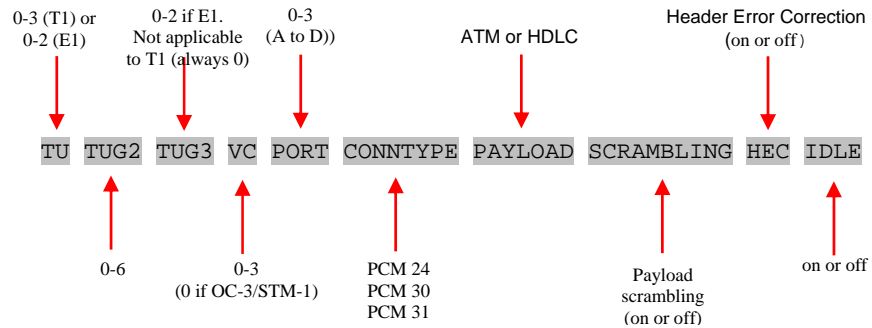 0-3 (T1) or
0-2 (E1)
0-2 if E1.
Not applicable
to T1 (always 0)
0-3
(A to D))
ATM or HDLC
Header Error Correction
(on or off)
TU TUG2 TUG3 VC PORT CONNTYPE PAYLOAD SCRAMBLING HEC IDLE
0-6
0-3
(0 if OC-3/STM-1)
PCM 24
PCM 30
PCM 31
Payload
scrambling
(on or off)
on or off